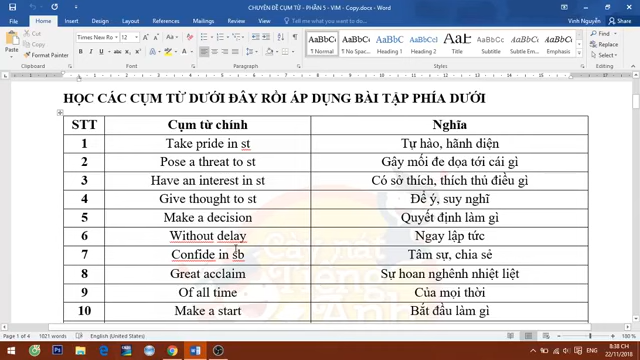 CHUYÊN ĐỀ CỤM TỪ - PHẦN 5 - VIM - Copy.docx - Word
File Home Insert Design Layout References Mailings Review View Tell me what you want to do... Vinh Nguyễn Share
Paste
Cut
Copy
Format Painter
Clipboard
Times New Ro 12
Font
Paragraph
¶ Normal ¶ No Spac... Heading 1 Heading 2 Title Subtitle Subtle Em... Emphasis
Styles
Find
Replace
Select
Editing
HỌC CÁC CỤM TỪ DƯỚI ĐÂY RỒI ÁP DỤNG BÀI TẬP PHÍA DƯỚI
STT Cụm từ chính Nghĩa
1 Take pride in st Tự hào, hãnh diện
2 Pose a threat to st Gây mối đe dọa tới cái gì
3 Have an interest in st Có sở thích, thích thú điều gì
4 Give thought to st Để ý, suy nghĩ
5 Make a decision Quyết định làm gì
6 Without delay Ngay lập tức
7 Confide in sb Tâm sự, chia sẻ
8 Great acclaim Sự hoan nghênh nhiệt liệt
9 Of all time Của mọi thời
10 Make a start Bắt đầu làm gì
Page 1 of 4 1021 words English (United States) 180 %
ENG 8:38 CH
22/11/2018